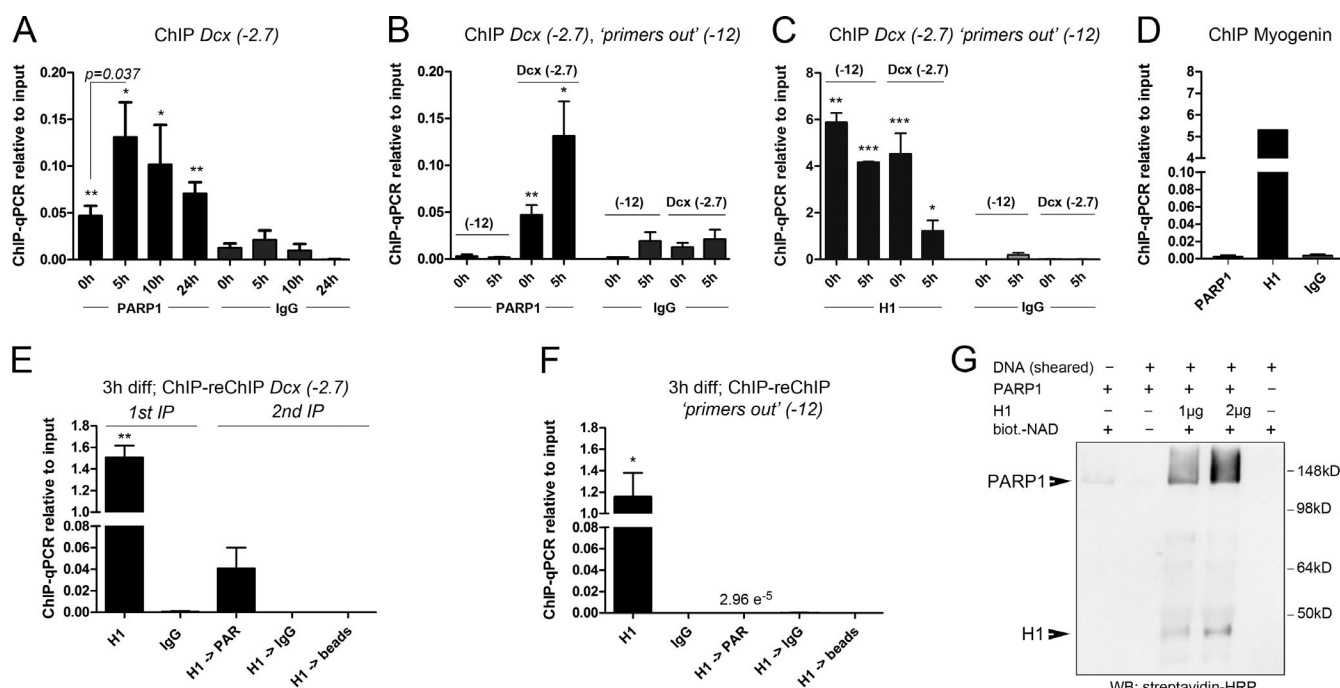 A
ChIP Dcx (-2.7)
ChIP-qPCR relative to input
0.20
0.15
0.10
0.05
0.00
p=0.037
** * * **
0h 5h 10h 24h 0h 5h 10h 24h
PARP1 IgG
B
ChIP Dcx (-2.7), ‘primers out’ (-12)
ChIP-qPCR relative to input
0.20
0.15
0.10
0.05
0.00
Dcx (-2.7)
** *
(-12) (-12) Dcx (-2.7)
0h 5h 0h 5h 0h 5h 0h 5h
PARP1 IgG
C
ChIP Dcx (-2.7) ‘primers out’ (-12)
ChIP-qPCR relative to input
8
6
4
2
0
(-12) Dcx (-2.7)
** *** *** *
(-12) Dcx (-2.7)
0h 5h 0h 5h 0h 5h 0h 5h
H1 IgG
D
ChIP Myogenin
ChIP-qPCR relative to input
8
7
6
5
4
0.10
0.08
0.06
0.04
0.02
0.00
PARP1 H1 IgG
E
3h diff; ChIP-reChIP Dcx (-2.7)
1st IP 2nd IP
ChIP-qPCR relative to input
1.8
1.6
1.4
1.2
1.0
0.08
0.06
0.04
0.02
0.00
**
H1 IgG H1 -> PAR H1 -> IgG H1 -> beads
F
3h diff; ChIP-reChIP
‘primers out’ (-12)
ChIP-qPCR relative to input
1.8
1.6
1.4
1.2
1.0
0.08
0.06
0.04
0.02
0.00
*
2.96 e-5
H1 IgG H1 -> PAR H1 -> IgG H1 -> beads
G
DNA (sheared) – + + + +
PARP1 + + + + –
H1 – – 1µg 2µg –
biot.-NAD + – + + +
PARP1
H1
– 148kD
– 98kD
– 64kD
– 50kD
WB: streptavidin-HRP